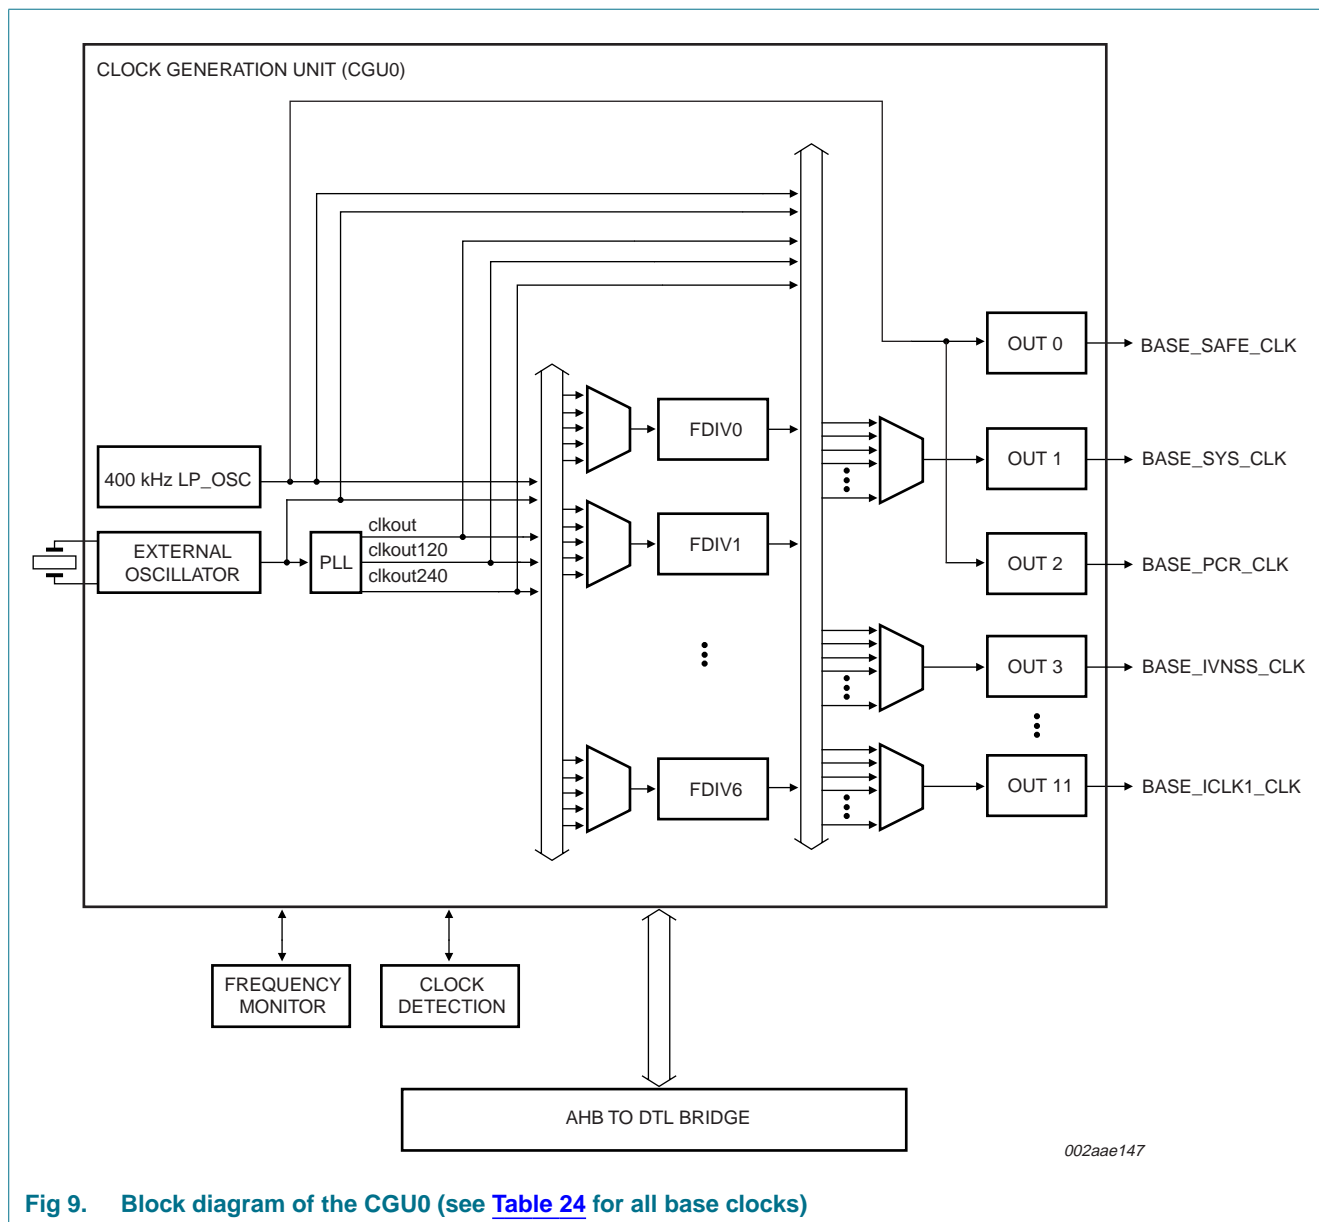 CLOCK GENERATION UNIT (CGU0)
400 kHz LP_OSC
EXTERNAL
OSCILLATOR
PLL
clkout
clkout120
clkout240
FDIV0
FDIV1
FDIV6
OUT 0
BASE_SAFE_CLK
OUT 1
BASE_SYS_CLK
OUT 2
BASE_PCR_CLK
OUT 3
BASE_IVNSS_CLK
OUT 11
BASE_ICLK1_CLK
FREQUENCY
MONITOR
CLOCK
DETECTION
AHB TO DTL BRIDGE
002aae147
Fig 9. Block diagram of the CGU0 (see Table 24 for all base clocks)